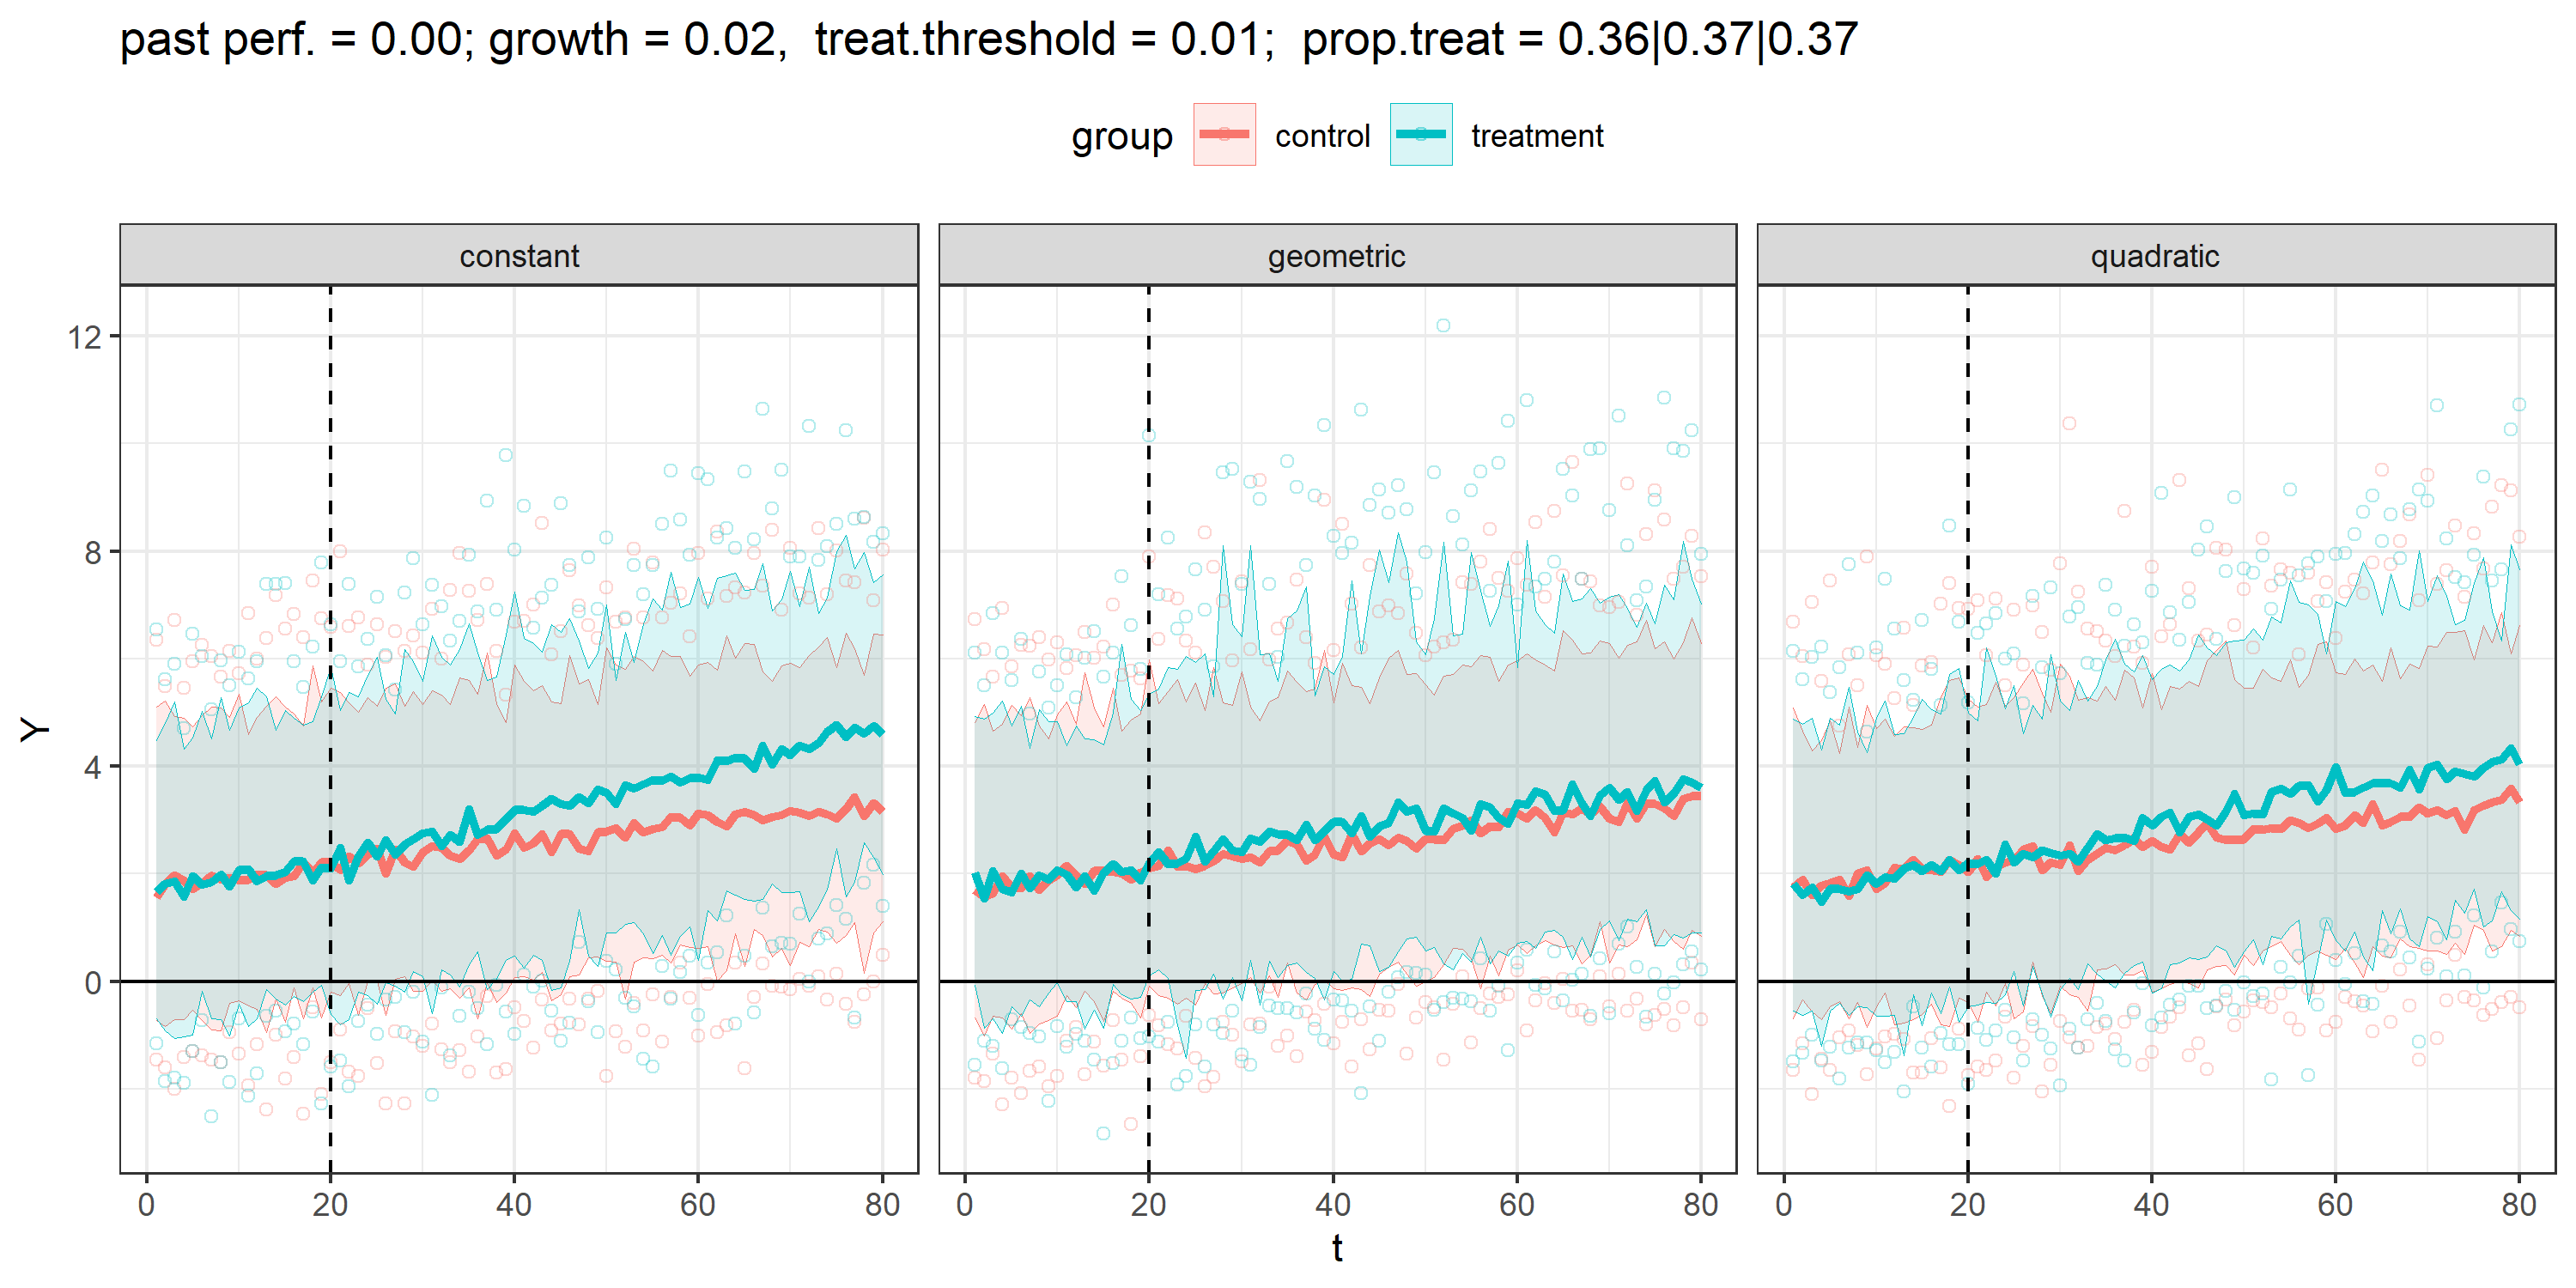 past perf. = 0.00; growth = 0.02,  treat.threshold = 0.01;  prop.treat = 0.36|0.37|0.37
group control treatment
constant geometric quadratic
12
8
4
0
Y
0 20 40 60 80 0 20 40 60 80 0 20 40 60 80
t